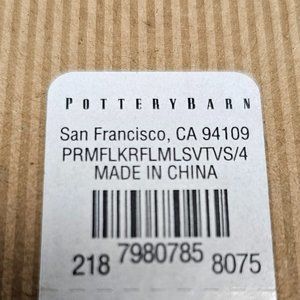 POTTERYBARN
San Francisco, CA 94109
PRMFLKRFLMLSVTVS/4
MADE IN CHINA
218 7980785 8075